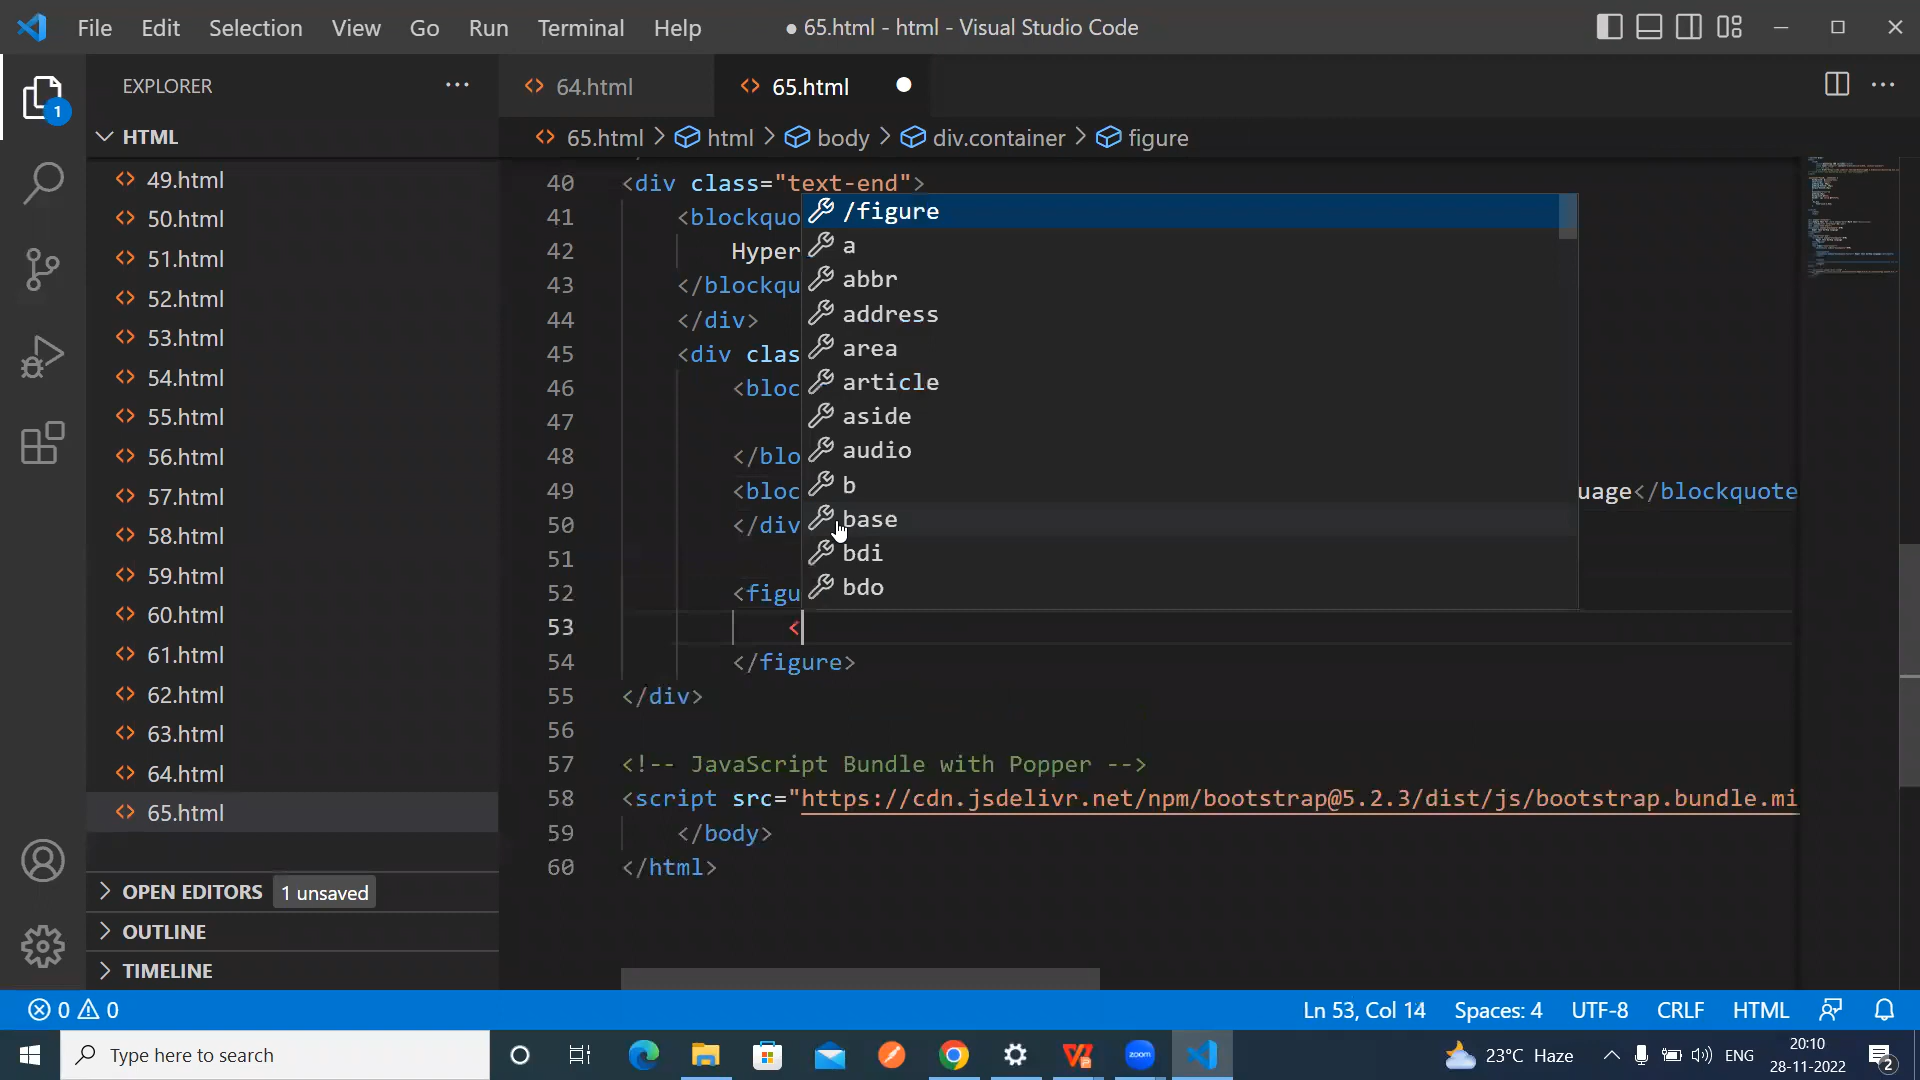 File Edit Selection View Go Run Terminal Help ● 65.html - html - Visual Studio Code
EXPLORER ...
64.html 65.html
1
HTML
65.html > html > body > div.container > figure
49.html
50.html
51.html
52.html
53.html
54.html
55.html
56.html
57.html
58.html
59.html
60.html
61.html
62.html
63.html
64.html
65.html
OPEN EDITORS 1 unsaved
OUTLINE
TIMELINE
40 <div class="text-end">
41 <blockquo
42 Hyper
43 </blockqu
44 </div>
45 <div clas
46 <bloc
47
48 </blo
49 <bloc uage</blockquote
50 </div
51
52 <figu
53 <
54 </figure>
55 </div>
56
57 <!-- JavaScript Bundle with Popper -->
58 <script src="https://cdn.jsdelivr.net/npm/bootstrap@5.2.3/dist/js/bootstrap.bundle.mi
59 </body>
60 </html>
/figure
a
abbr
address
area
article
aside
audio
b
base
bdi
bdo
0 0 Ln 53, Col 14 Spaces: 4 UTF-8 CRLF HTML
Type here to search
zoom
23°C Haze
ENG
20:10
28-11-2022
2